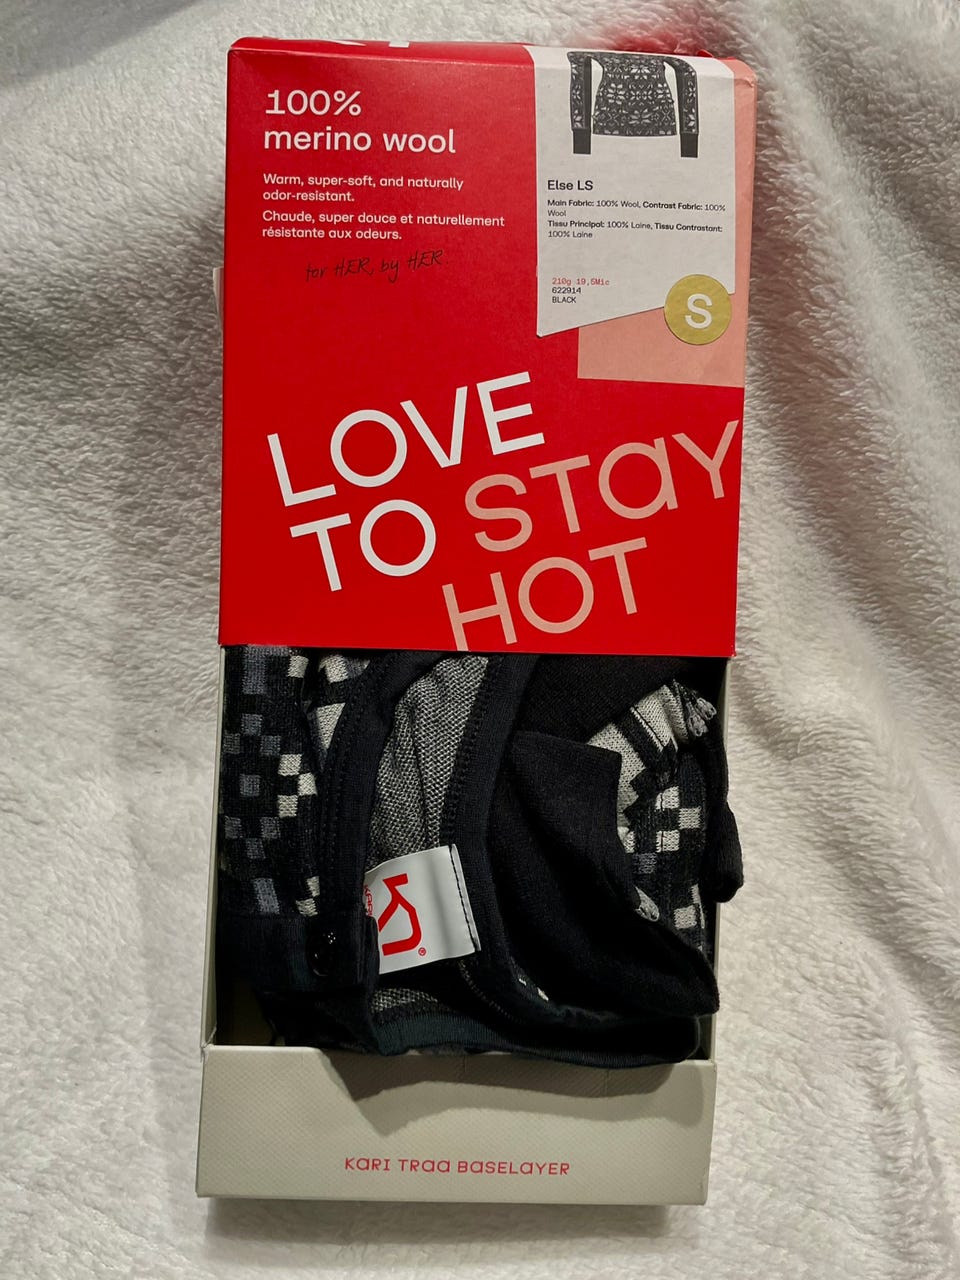 100%
merino wool
Warm, super-soft, and naturally
odor-resistant.
Chaude, super douce et naturellement
résistante aux odeurs.
for HER, by HER.
Else LS
Main Fabric: 100% Wool, Contrast Fabric: 100%
Wool
Tissu Principal: 100% Laine, Tissu Contrastant:
100% Laine
210g 19,5Mic
622914
BLACK
S
LOVE
TO STAY
HOT
®
KARI TRAA BASELAYER